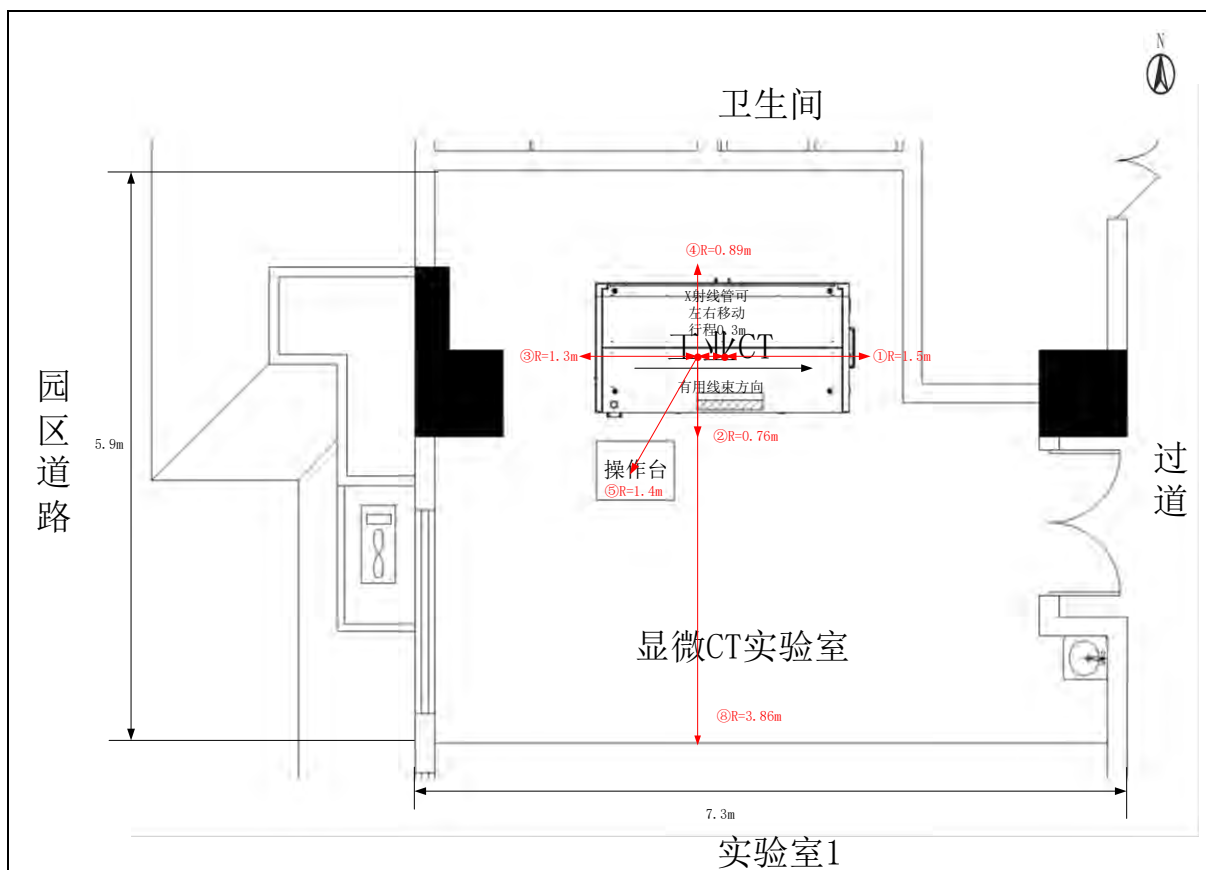 N
卫生间
④R=0.89m
X射线管可
左右移动
行程0.3m
工业CT
③R=1.3m
①R=1.5m
有用线束方向
②R=0.76m
园区道路
5.9m
操作台
⑤R=1.4m
过道
显微CT实验室
⑧R=3.86m
7.3m
实验室1